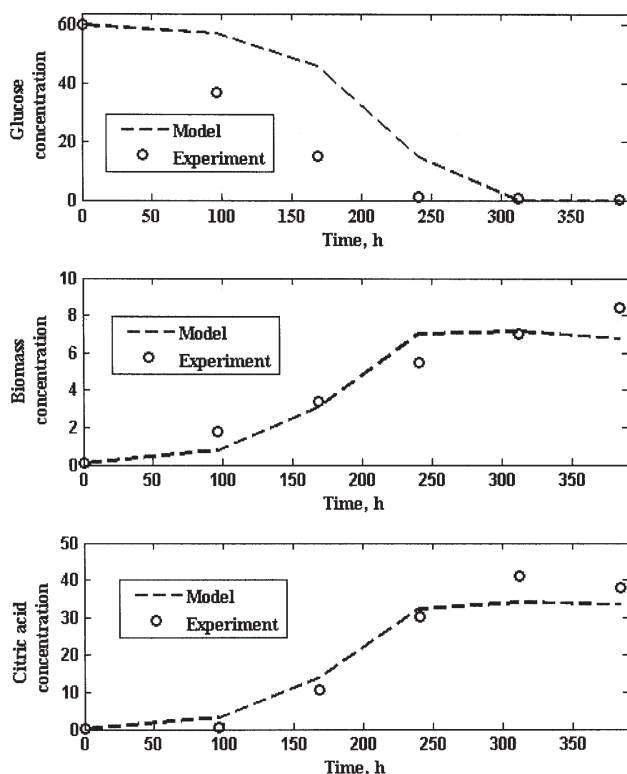 Glucose
concentration
60
40
20
0
Model
Experiment
0 50 100 150 200 250 300 350
Time, h
Biomass
concentration
10
8
6
4
2
0
Model
Experiment
0 50 100 150 200 250 300 350
Time, h
Citric acid
concentration
50
40
30
20
10
0
Model
Experiment
0 50 100 150 200 250 300 350
Time, h